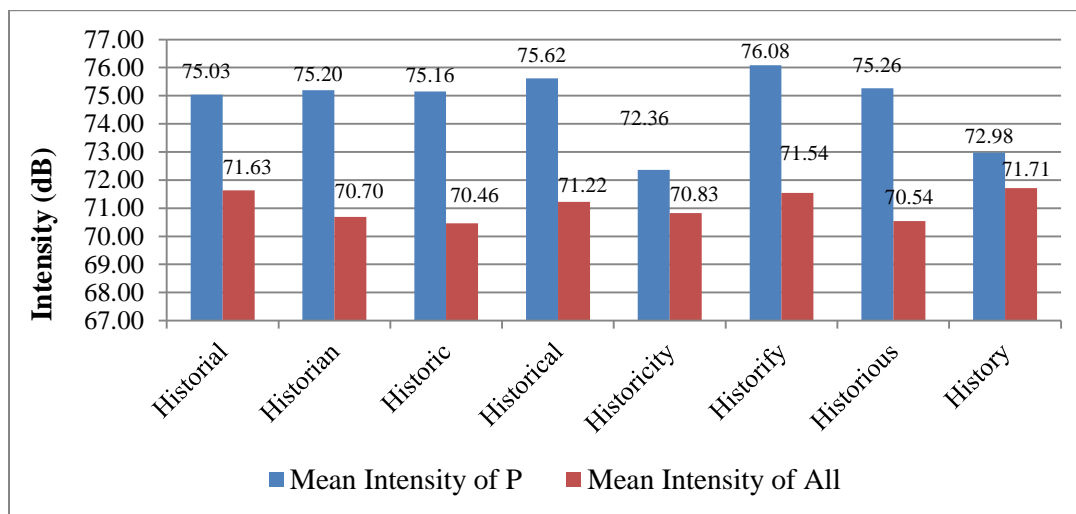 77.00
76.00
75.00
74.00
73.00
72.00
71.00
70.00
69.00
68.00
67.00
Intensity (dB)
75.03
75.20
75.16
75.62
72.36
76.08
75.26
72.98
71.63
70.70
70.46
71.22
70.83
71.54
70.54
71.71
Historial
Historian
Historic
Historical
Historicity
Historify
Historious
History
Mean Intensity of P
Mean Intensity of All